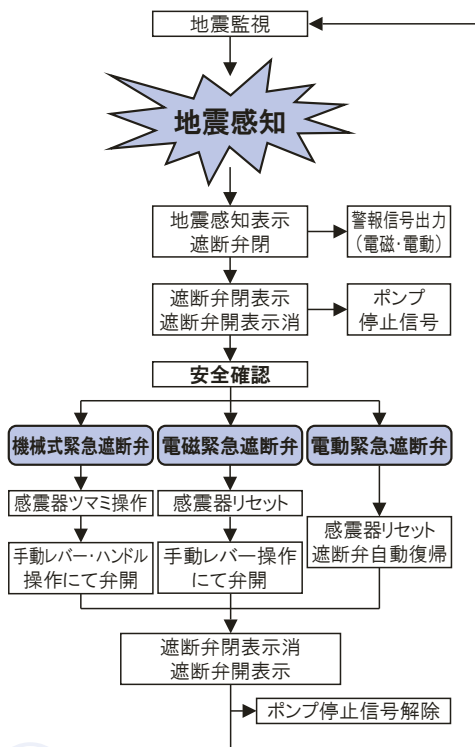 地震監視
地震感知
地震感知表示
遮断弁閉
警報信号出力
(電磁・電動)
遮断弁閉表示
遮断弁開表示消
ポンプ
停止信号
安全確認
機械式緊急遮断弁
電磁緊急遮断弁
電動緊急遮断弁
感震器ツマミ操作
感震器リセット
感震器リセット
遮断弁自動復帰
手動レバー・ハンドル
操作にて弁開
手動レバー操作
にて弁開
遮断弁閉表示消
遮断弁開表示
ポンプ停止信号解除